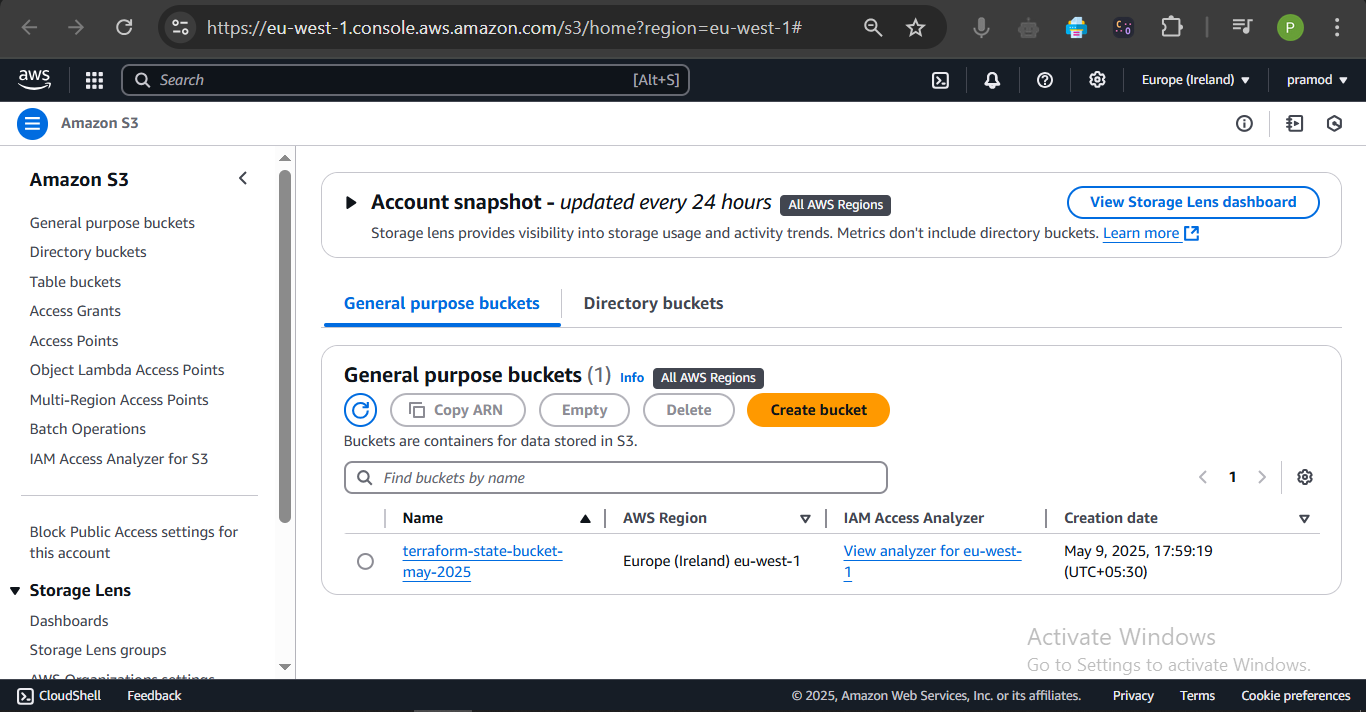 https://eu-west-1.console.aws.amazon.com/s3/home?region=eu-west-1#
P
aws
Search [Alt+S]
Europe (Ireland) ▼
pramod ▼
Amazon S3
Amazon S3
General purpose buckets
Directory buckets
Table buckets
Access Grants
Access Points
Object Lambda Access Points
Multi-Region Access Points
Batch Operations
IAM Access Analyzer for S3
Block Public Access settings for
this account
Storage Lens
Dashboards
Storage Lens groups
AWS Organizations settings
Account snapshot - updated every 24 hours All AWS Regions
View Storage Lens dashboard
Storage lens provides visibility into storage usage and activity trends. Metrics don't include directory buckets. Learn more
General purpose buckets
Directory buckets
General purpose buckets (1) Info All AWS Regions
Copy ARN
Empty
Delete
Create bucket
Buckets are containers for data stored in S3.
Find buckets by name
1
Name
AWS Region
IAM Access Analyzer
Creation date
terraform-state-bucket-
may-2025
Europe (Ireland) eu-west-1
View analyzer for eu-west-
1
May 9, 2025, 17:59:19
(UTC+05:30)
Activate Windows
Go to Settings to activate Windows.
CloudShell
Feedback
© 2025, Amazon Web Services, Inc. or its affiliates.
Privacy
Terms
Cookie preferences